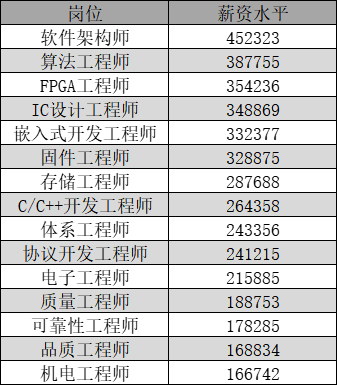 岗位 薪资水平
软件架构师 452323
算法工程师 387755
FPGA工程师 354236
IC设计工程师 348869
嵌入式开发工程师 332377
固件工程师 328875
存储工程师 287688
C/C++开发工程师 264358
体系工程师 243356
协议开发工程师 241215
电子工程师 215885
质量工程师 188753
可靠性工程师 178285
品质工程师 168834
机电工程师 166742